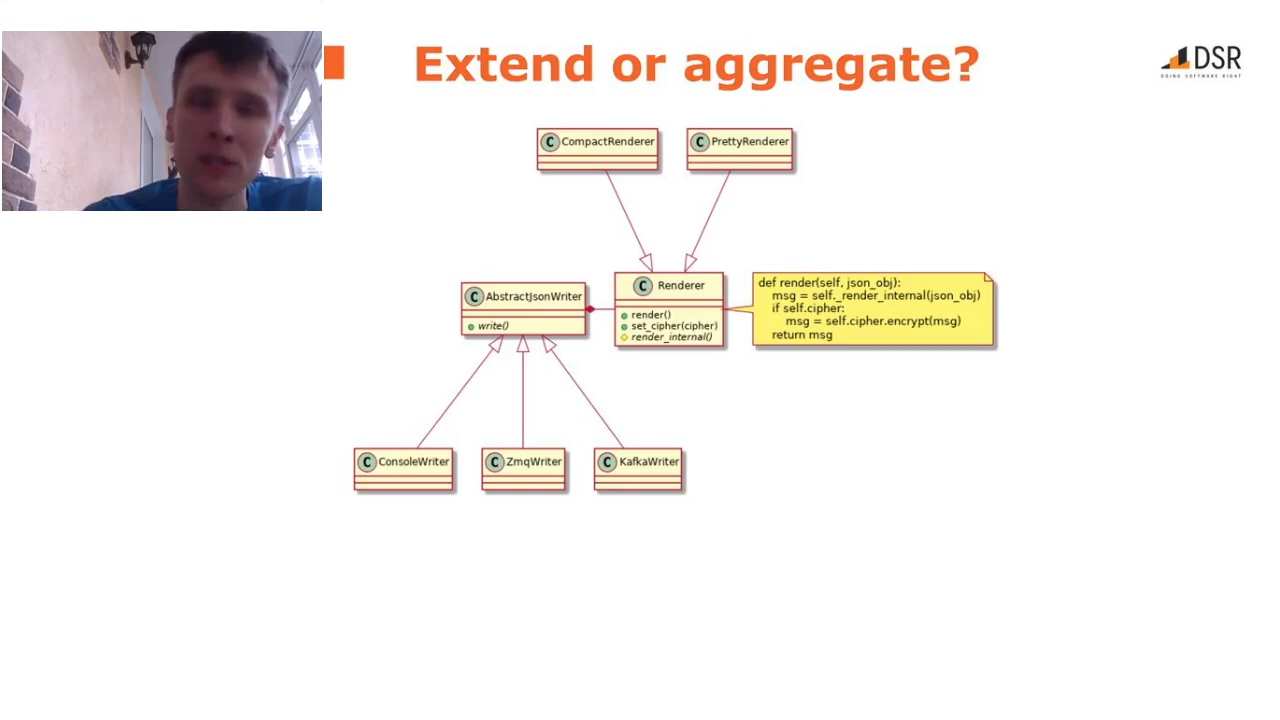 Extend or aggregate?
DSR
DOING SOFTWARE RIGHT
C CompactRenderer
C PrettyRenderer
C AbstractJsonWriter
write()
C Renderer
render()
set_cipher(cipher)
render_internal()
def render(self, json_obj):
msg = self._render_internal(json_obj)
if self.cipher:
msg = self.cipher.encrypt(msg)
return msg
C ConsoleWriter
C ZmqWriter
C KafkaWriter